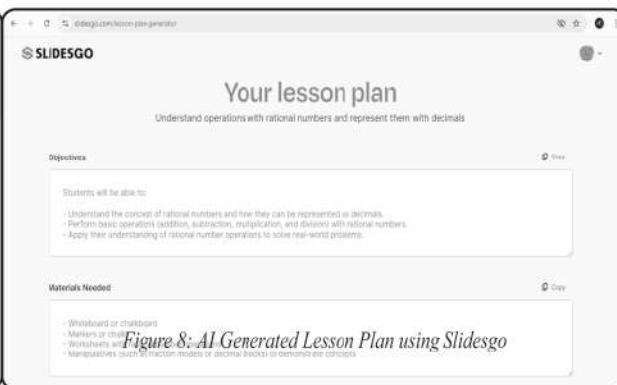 slidesgo.com/lesson-plan-generator
SLIDESGO
Your lesson plan
Understand operations with rational numbers and represent them with decimals
Objectives
Copy
Students will be able to:
- Understand the concept of rational numbers and how they can be represented as decimals.
- Perform basic operations (addition, subtraction, multiplication, and division) with rational numbers.
- Apply their understanding of rational number operations to solve real-world problems.
Materials Needed
Copy
- Whiteboard or chalkboard
- Markers or
- Worksheets with
- Manipulatives (such as fraction models or decimal blocks) to demonstrate concepts
Figure 8: AI Generated Lesson Plan using Slidesgo